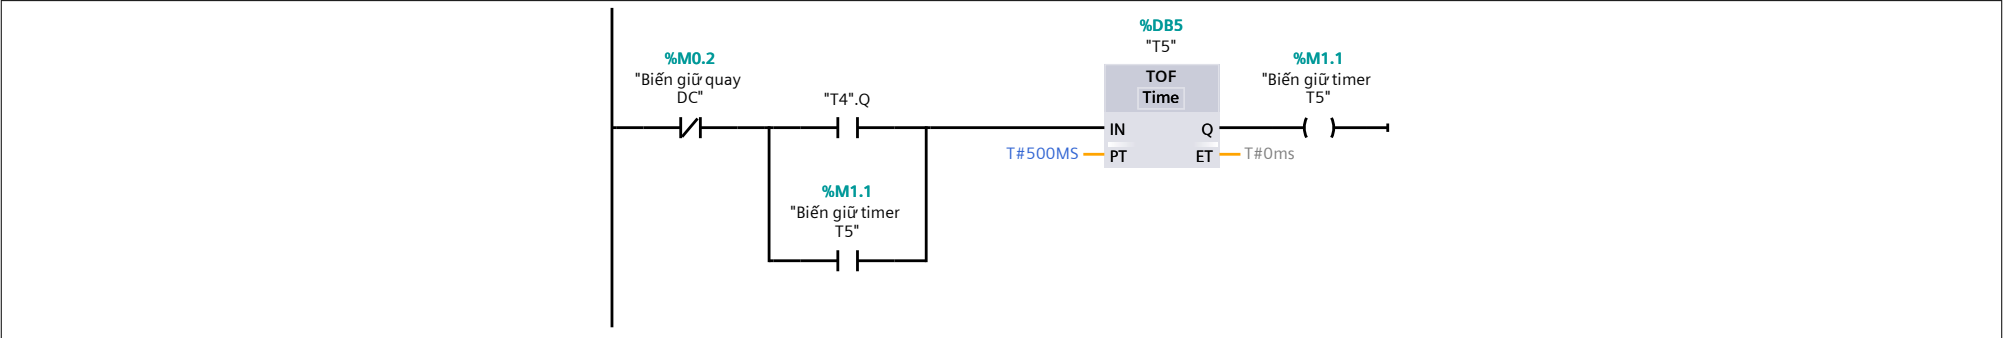 %DB5
"T5"
%M0.2
"Biến giữ quay
DC"
"T4".Q
TOF
Time
%M1.1
"Biến giữ timer
T5"
IN
Q
T#500MS
PT
ET
T#0ms
%M1.1
"Biến giữ timer
T5"